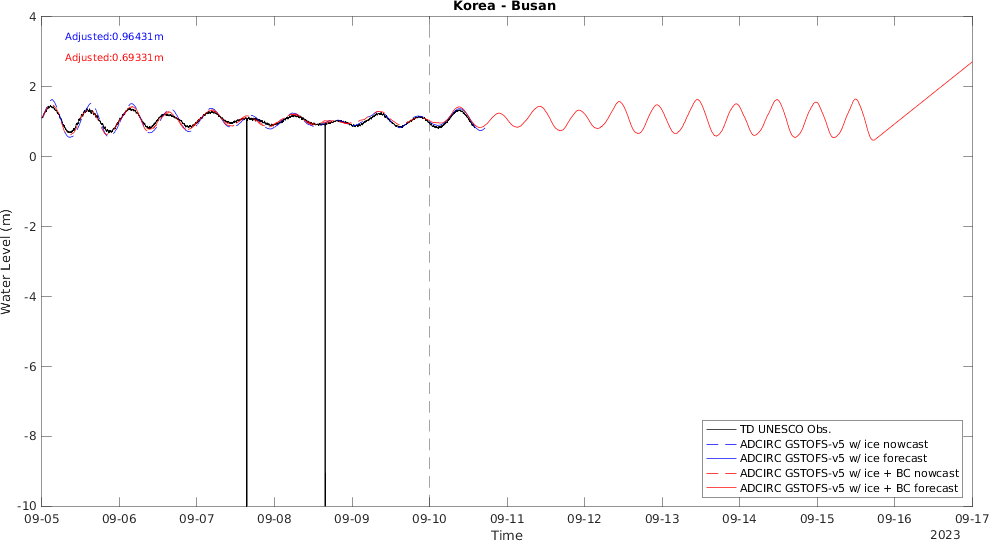 Korea - Busan
Adjusted:0.96431m
Adjusted:0.69331m
4
2
0
-2
-4
-6
-8
-10
Water Level (m)
TD UNESCO Obs.
ADCIRC GSTOFS-v5 w/ ice nowcast
ADCIRC GSTOFS-v5 w/ ice forecast
ADCIRC GSTOFS-v5 w/ ice + BC nowcast
ADCIRC GSTOFS-v5 w/ ice + BC forecast
09-05 09-06 09-07 09-08 09-09 09-10 09-11 09-12 09-13 09-14 09-15 09-16 09-17
Time
2023